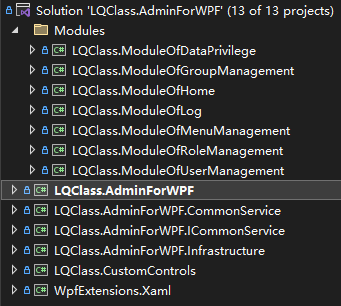 Solution 'LQClass.AdminForWPF' (13 of 13 projects)
Modules
C# LQClass.ModuleOfDataPrivilege
C# LQClass.ModuleOfGroupManagement
C# LQClass.ModuleOfHome
C# LQClass.ModuleOfLog
C# LQClass.ModuleOfMenuManagement
C# LQClass.ModuleOfRoleManagement
C# LQClass.ModuleOfUserManagement
C# LQClass.AdminForWPF
C# LQClass.AdminForWPF.CommonService
C# LQClass.AdminForWPF.ICommonService
C# LQClass.AdminForWPF.Infrastructure
C# LQClass.CustomControls
C# WpfExtensions.Xaml